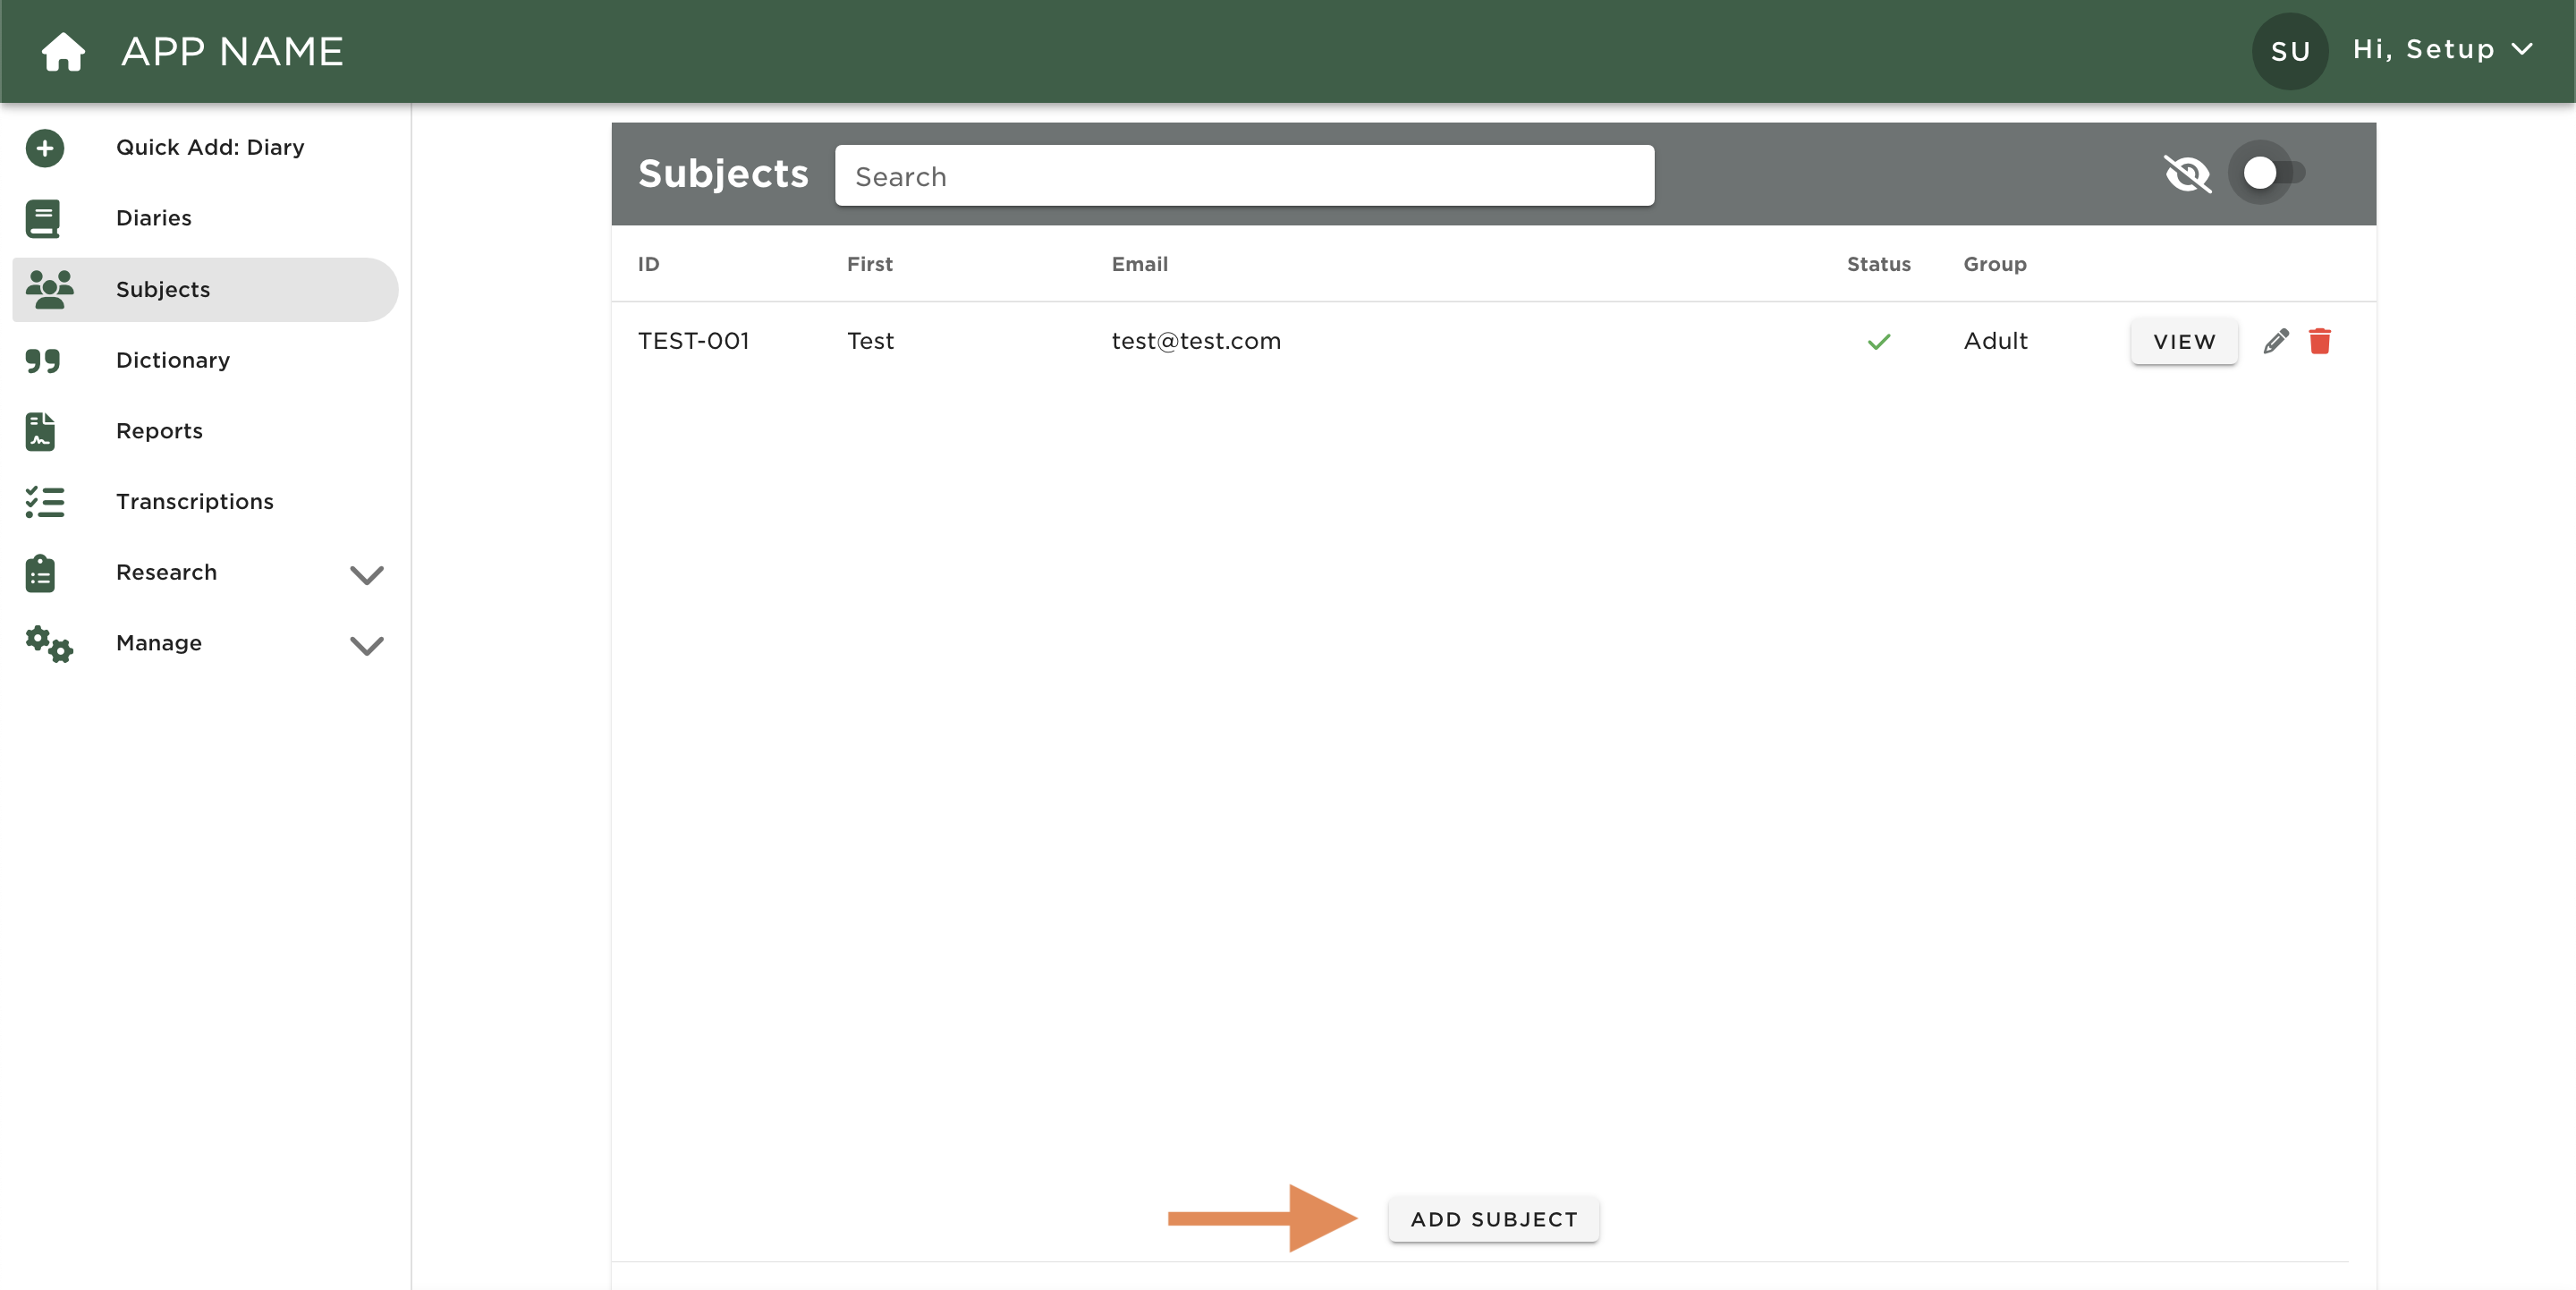 APP NAME
SU
Hi, Setup
Quick Add: Diary
Diaries
Subjects
Dictionary
Reports
Transcriptions
Research
Manage
Subjects
Search
ID First Email Status Group
TEST-001 Test test@test.com Adult VIEW
ADD SUBJECT